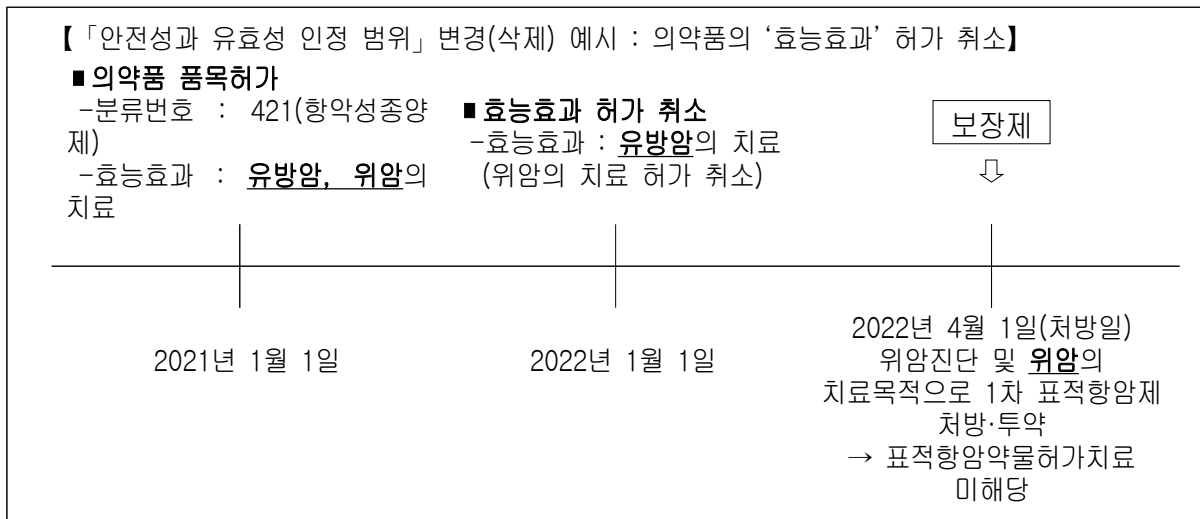 【「안전성과 유효성 인정 범위」 변경(삭제) 예시 : 의약품의 ‘효능효과’ 허가 취소】
■의약품 품목허가
-분류번호 : 421(항악성종양
제)
-효능효과 : 유방암, 위암의
치료
■효능효과 허가 취소
-효능효과 : 유방암의 치료
(위암의 치료 허가 취소)
보장제
⇩
2021년 1월 1일
2022년 1월 1일
2022년 4월 1일(처방일)
위암진단 및 위암의
치료목적으로 1차 표적항암제
처방·투약
→ 표적항암약물허가치료
미해당